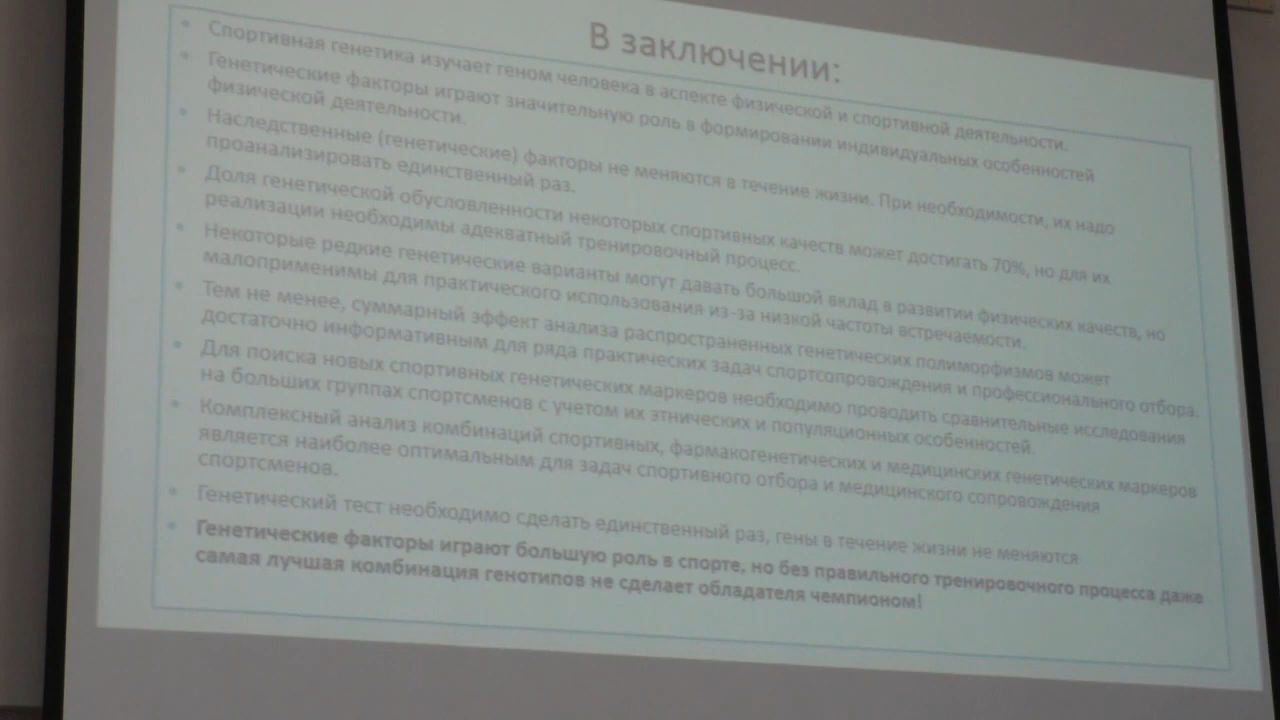 В заключении:
• Спортивная генетика изучает геном человека в аспекте физической и спортивной деятельности.
• Генетические факторы играют значительную роль в формировании индивидуальных особенностей
физической деятельности.
• Наследственные (генетические) факторы не меняются в течение жизни. При необходимости, их надо
проанализировать единственный раз.
• Доля генетической обусловленности некоторых спортивных качеств может достигать 70%, но для их
реализации необходимы адекватный тренировочный процесс.
• Некоторые редкие генетические варианты могут давать большой вклад в развитии физических качеств, но
малоприменимы для практического использования из-за низкой частоты встречаемости.
• Тем не менее, суммарный эффект анализа распространенных генетических полиморфизмов может
достаточно информативным для ряда практических задач спортсопровождения и профессионального отбора.
• Для поиска новых спортивных генетических маркеров необходимо проводить сравнительные исследования
на больших группах спортсменов с учетом их этнических и популяционных особенностей.
• Комплексный анализ комбинаций спортивных, фармакогенетических и медицинских генетических маркеров
является наиболее оптимальным для задач спортивного отбора и медицинского сопровождения
спортсменов.
• Генетический тест необходимо сделать единственный раз, гены в течение жизни не меняются
• Генетические факторы играют большую роль в спорте, но без правильного тренировочного процесса даже
самая лучшая комбинация генотипов не сделает обладателя чемпионом!